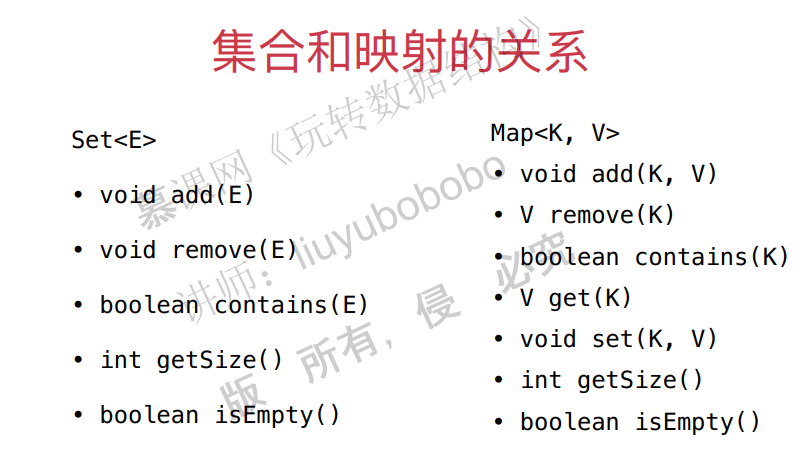 集合和映射的关系
Set<E>
• void add(E)
• void remove(E)
• boolean contains(E)
• int getSize()
• boolean isEmpty()
Map<K, V>
• void add(K, V)
• V remove(K)
• boolean contains(K)
• V get(K)
• void set(K, V)
• int getSize()
• boolean isEmpty()
慕课网《玩转数据结构》
讲师：liuyubobobo
版 所有，侵 必究